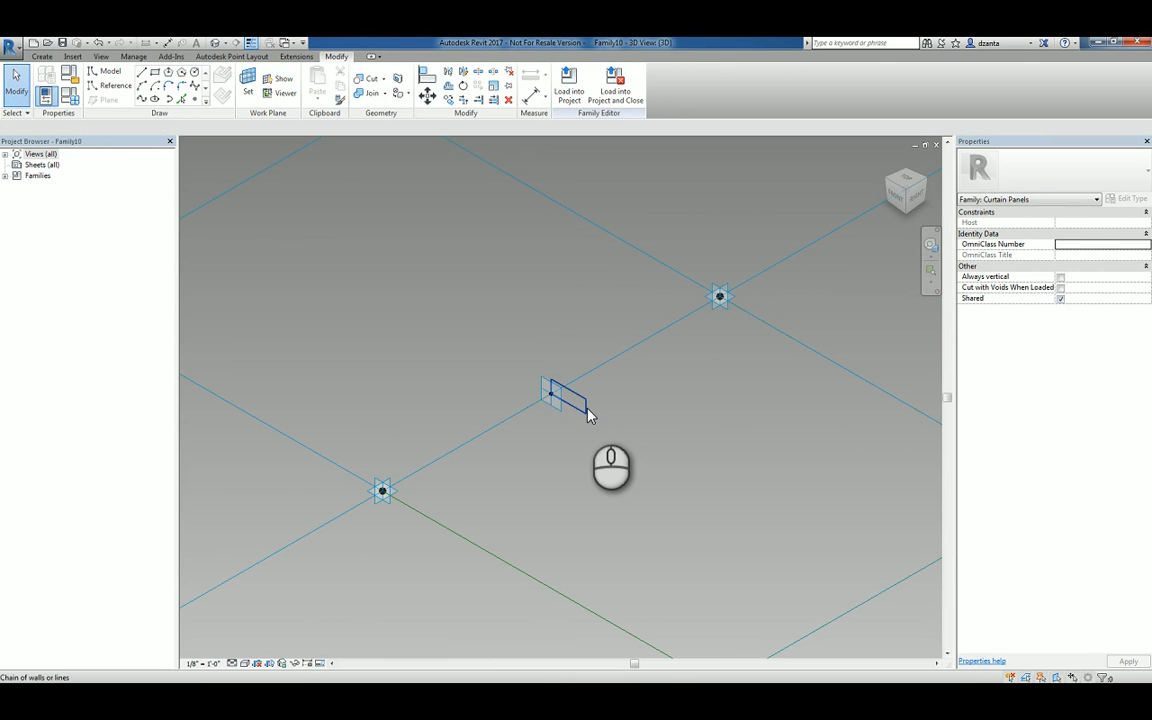 Autodesk Revit 2017 - Not For Resale Version - Family10 - 3D View: {3D}
Type a keyword or phrase
dzanta
Create Insert View Manage Add-Ins Autodesk Point Layout Extensions Modify
Modify
Model
Reference
Plane
Set
Show
Viewer
Paste
Cut
Join
Load into
Project
Load into
Project and Close
Select Properties Draw Work Plane Clipboard Geometry Modify Measure Family Editor
Project Browser - Family10
Views (all)
Sheets (all)
Families
TOP
FRONT
RIGHT
Properties
R
Family: Curtain Panels
Edit Type
Constraints
Host
Identity Data
OmniClass Number
OmniClass Title
Other
Always vertical
Cut with Voids When Loaded
Shared
1/8" = 1'-0"
Properties help
Apply
Chain of walls or lines
:0